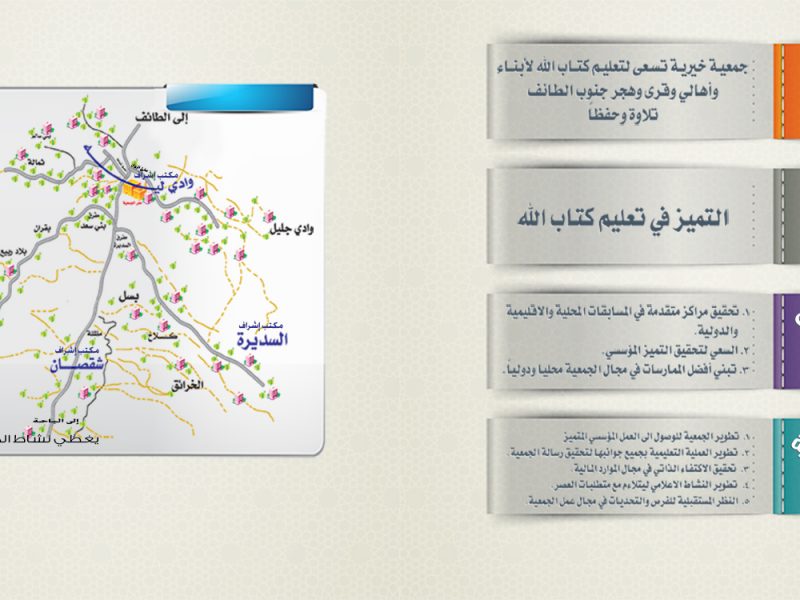 جمعية خيرية تسعى لتعليم كتاب الله لأبناء
وأهالي وقرى وهجر جنوب الطائف
تلاوة وحفظاً
التميز في تعليم كتاب الله
١. تحقيق مراكز متقدمة في المسابقات المحلية والاقليمية
والدولية.
٢. السعي لتحقيق التميز المؤسسي.
٣. تبني أفضل الممارسات في مجال الجمعية محليا ودولياً.
١. تطوير الجمعية للوصول الى العمل المؤسسي المتميز
٢. تطوير العملية التعليمية بجميع جوانبها لتحقيق رسالة الجمعية.
٣. تحقيق الاكتفاء الذاتي في مجال الموارد المالية.
٤. تطوير النشاط الاعلامي ليتلاءم مع متطلبات العصر.
٥. النظر المستقبلية للفرص والتحديات في مجال عمل الجمعية
إلى الطائف
ثمالة
مكتب إشراف
وادي ليه
وادي جليل
بقران
بني سعد
السديرة
بسل
كلاخ
مكتب إشراف
السديرة
مكتب إشراف
شقصان
الخرائق
إلى الباحة
يغطي نشاط